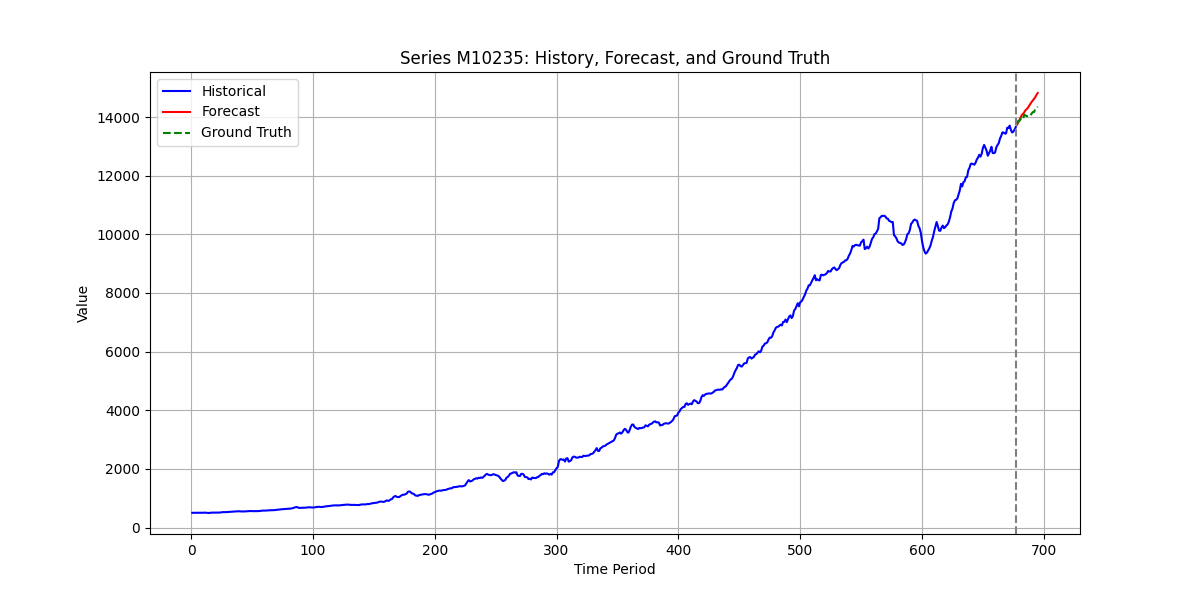 Series M10235: History, Forecast, and Ground Truth
Historical
Forecast
Ground Truth
14000
12000
10000
8000
6000
4000
2000
0
Value
0 100 200 300 400 500 600 700
Time Period